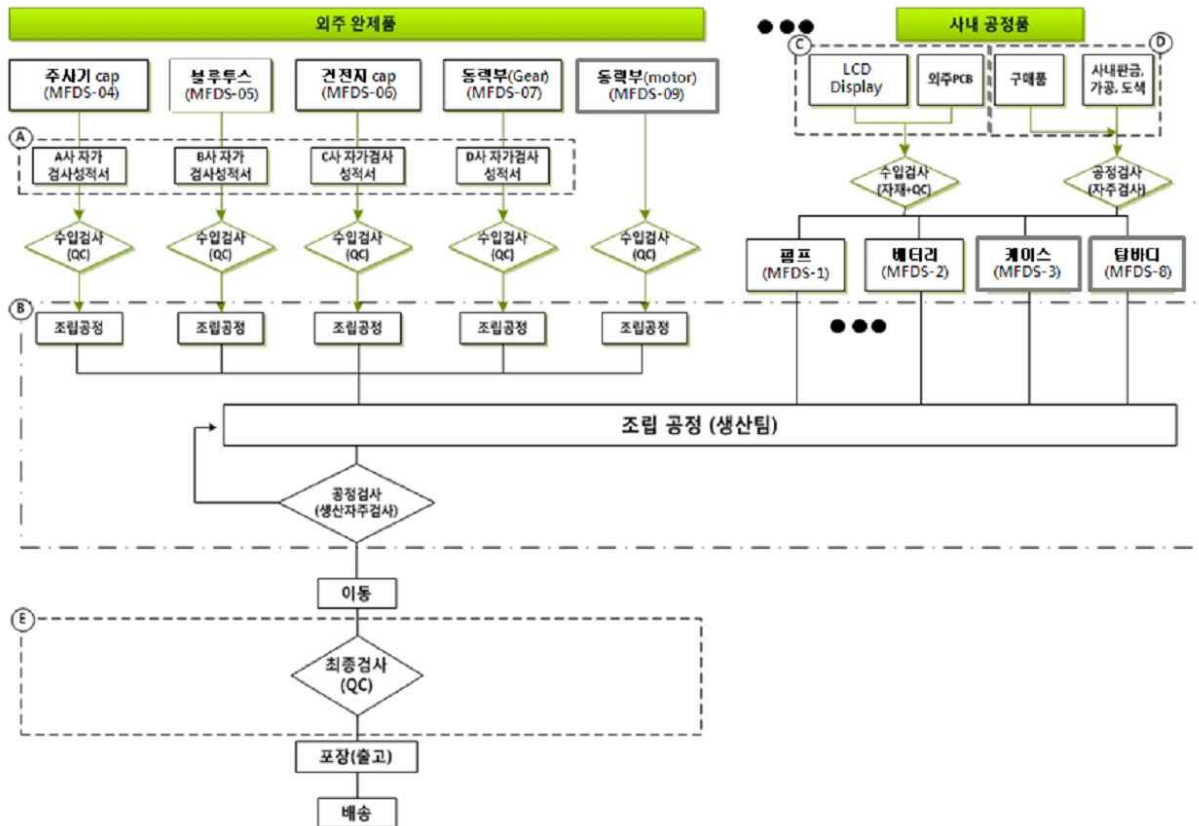 외주 완제품
사내 공정품
주사기 cap
(MFDS-04)
블루투스
(MFDS-05)
건전지 cap
(MFDS-06)
동력부(Gear)
(MFDS-07)
동력부(motor)
(MFDS-09)
C
D
LCD
Display
외주PCB
구매품
사내판금,
가공, 도색
A
A사 자가
검사성적서
B사 자가
검사성적서
C사 자가검사
성적서
D사 자가검사
성적서
수입검사
(자재+QC)
공정검사
(자주검사)
수입검사
(QC)
수입검사
(QC)
수입검사
(QC)
수입검사
(QC)
수입검사
(QC)
펌프
(MFDS-1)
배터리
(MFDS-2)
케이스
(MFDS-3)
탑바디
(MFDS-8)
B
조립공정
조립공정
조립공정
조립공정
조립공정
조립 공정 (생산팀)
공정검사
(생산자주검사)
이동
E
최종검사
(QC)
포장(출고)
배송